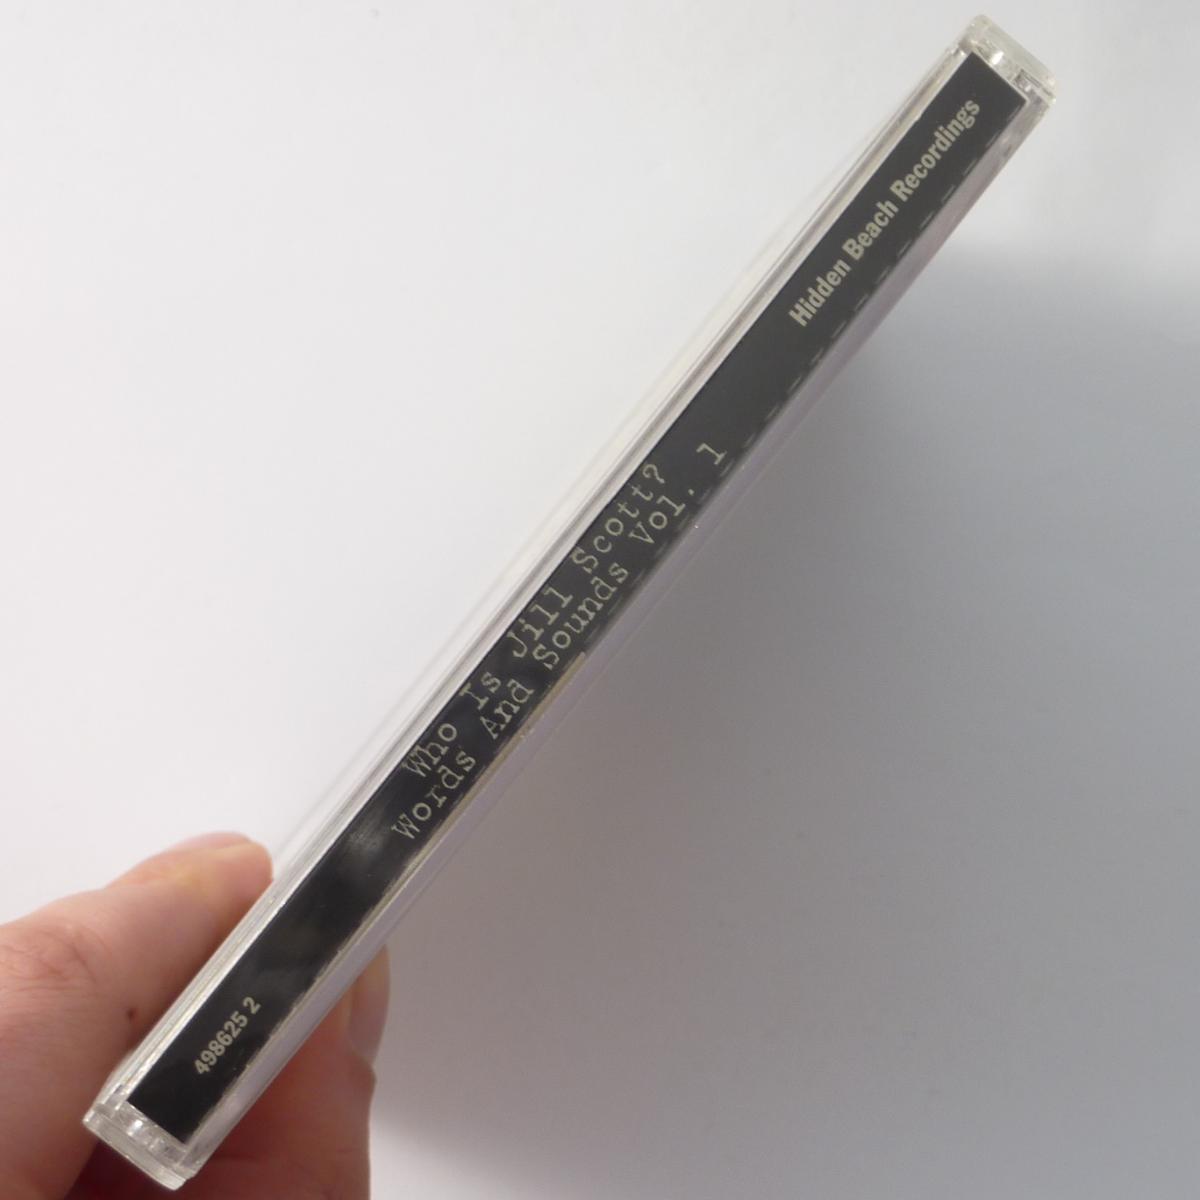 498625 2
Who Is Jill Scott?
Words And Sounds Vol. 1
Hidden Beach Recordings